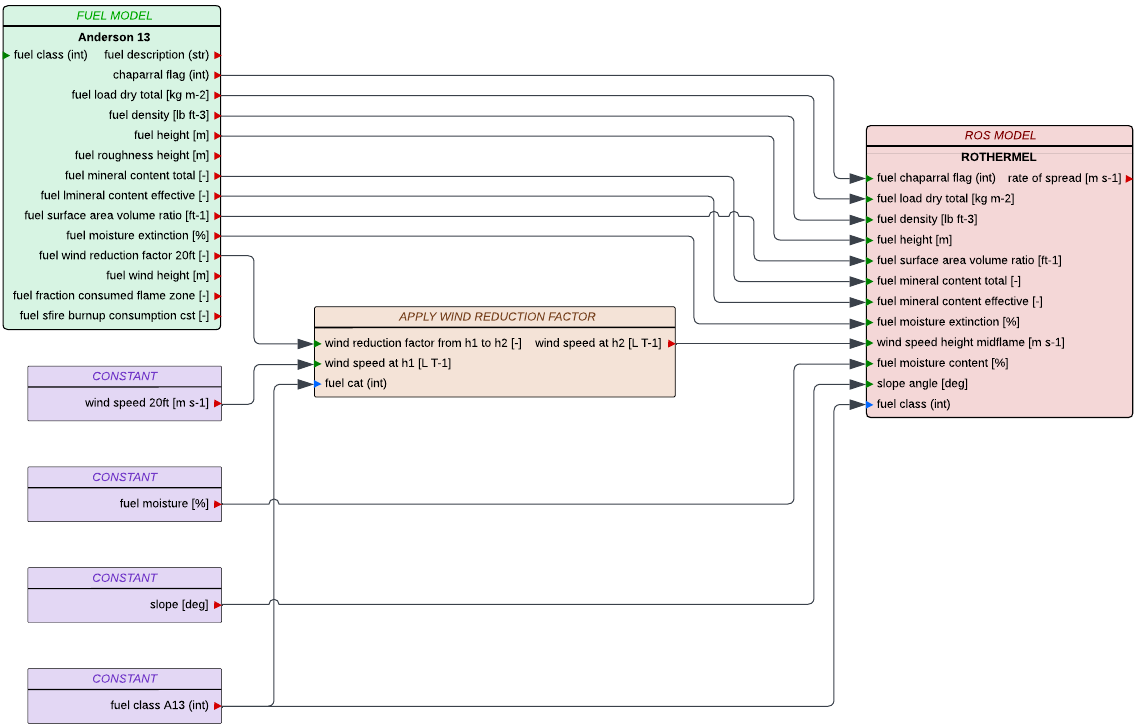 FUEL MODEL
Anderson 13
fuel class (int) fuel description (str)
chaparral flag (int)
fuel load dry total [kg m-2]
fuel density [lb ft-3]
fuel height [m]
fuel roughness height [m]
fuel mineral content total [-]
fuel lmineral content effective [-]
fuel surface area volume ratio [ft-1]
fuel moisture extinction [%]
fuel wind reduction factor 20ft [-]
fuel wind height [m]
fuel fraction consumed flame zone [-]
fuel sfire burnup consumption cst [-]
CONSTANT
wind speed 20ft [m s-1]
CONSTANT
fuel moisture [%]
CONSTANT
slope [deg]
CONSTANT
fuel class A13 (int)
APPLY WIND REDUCTION FACTOR
wind reduction factor from h1 to h2 [-] wind speed at h2 [L T-1]
wind speed at h1 [L T-1]
fuel cat (int)
ROS MODEL
ROTHERMEL
fuel chaparral flag (int) rate of spread [m s-1]
fuel load dry total [kg m-2]
fuel density [lb ft-3]
fuel height [m]
fuel surface area volume ratio [ft-1]
fuel mineral content total [-]
fuel mineral content effective [-]
fuel moisture extinction [%]
wind speed height midflame [m s-1]
fuel moisture content [%]
slope angle [deg]
fuel class (int)